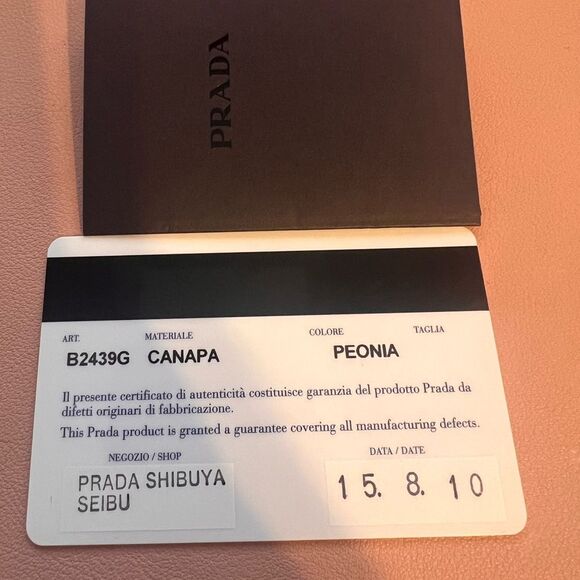 PRADA
ART. MATERIALE COLORE TAGLIA
B2439G CANAPA PEONIA
Il presente certificato di autenticità costituisce garanzia del prodotto Prada da
difetti originari di fabbricazione.
This Prada product is granted a guarantee covering all manufacturing defects.
NEGOZIO / SHOP DATA / DATE
PRADA SHIBUYA
SEIBU
15. 8. 10